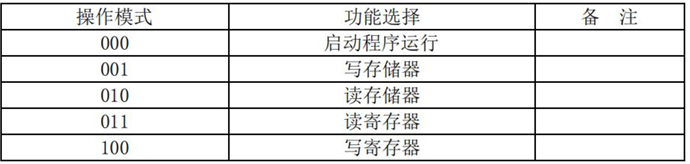 操作模式 功能选择 备 注
000 启动程序运行
001 写存储器
010 读存储器
011 读寄存器
100 写寄存器